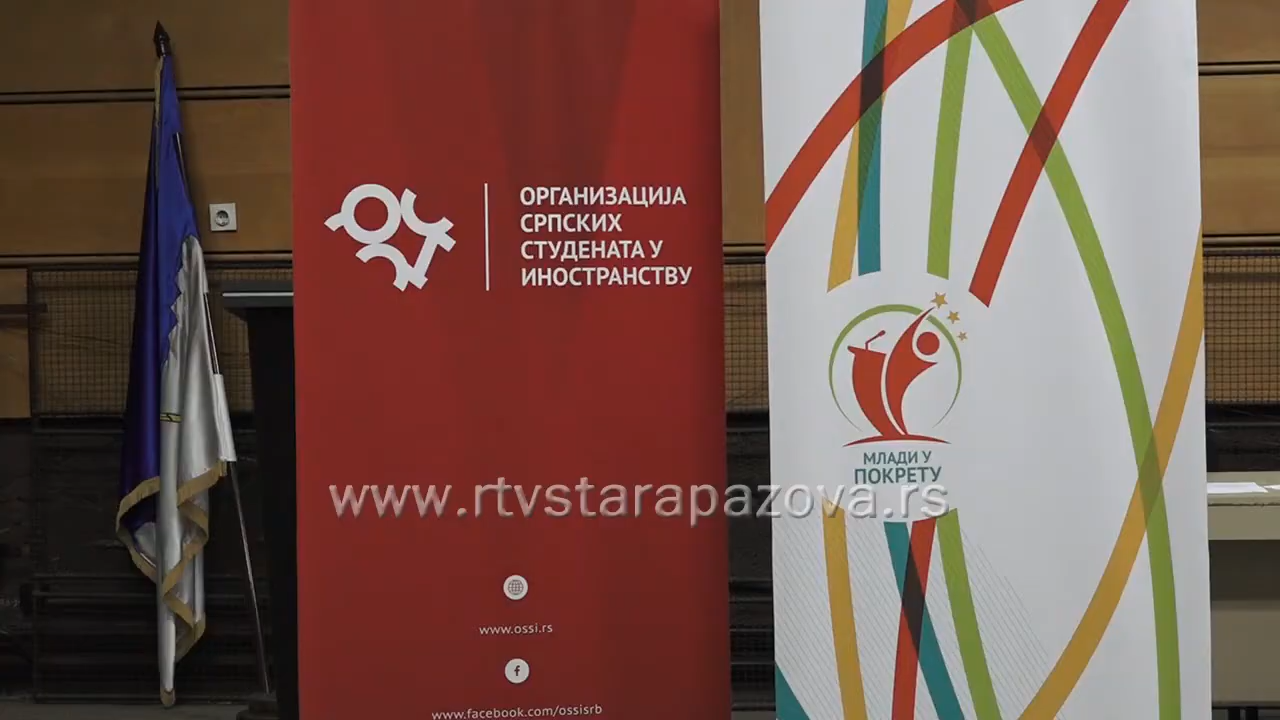 ОРГАНИЗАЦИЈА
СРПСКИХ
СТУДЕНАТА У
ИНОСТРАНСТВУ
МЛАДИ У
ПОКРЕТУ
www.rtvstarapazova.rs
www.ossi.rs
f
www.facebook.com/ossisrb